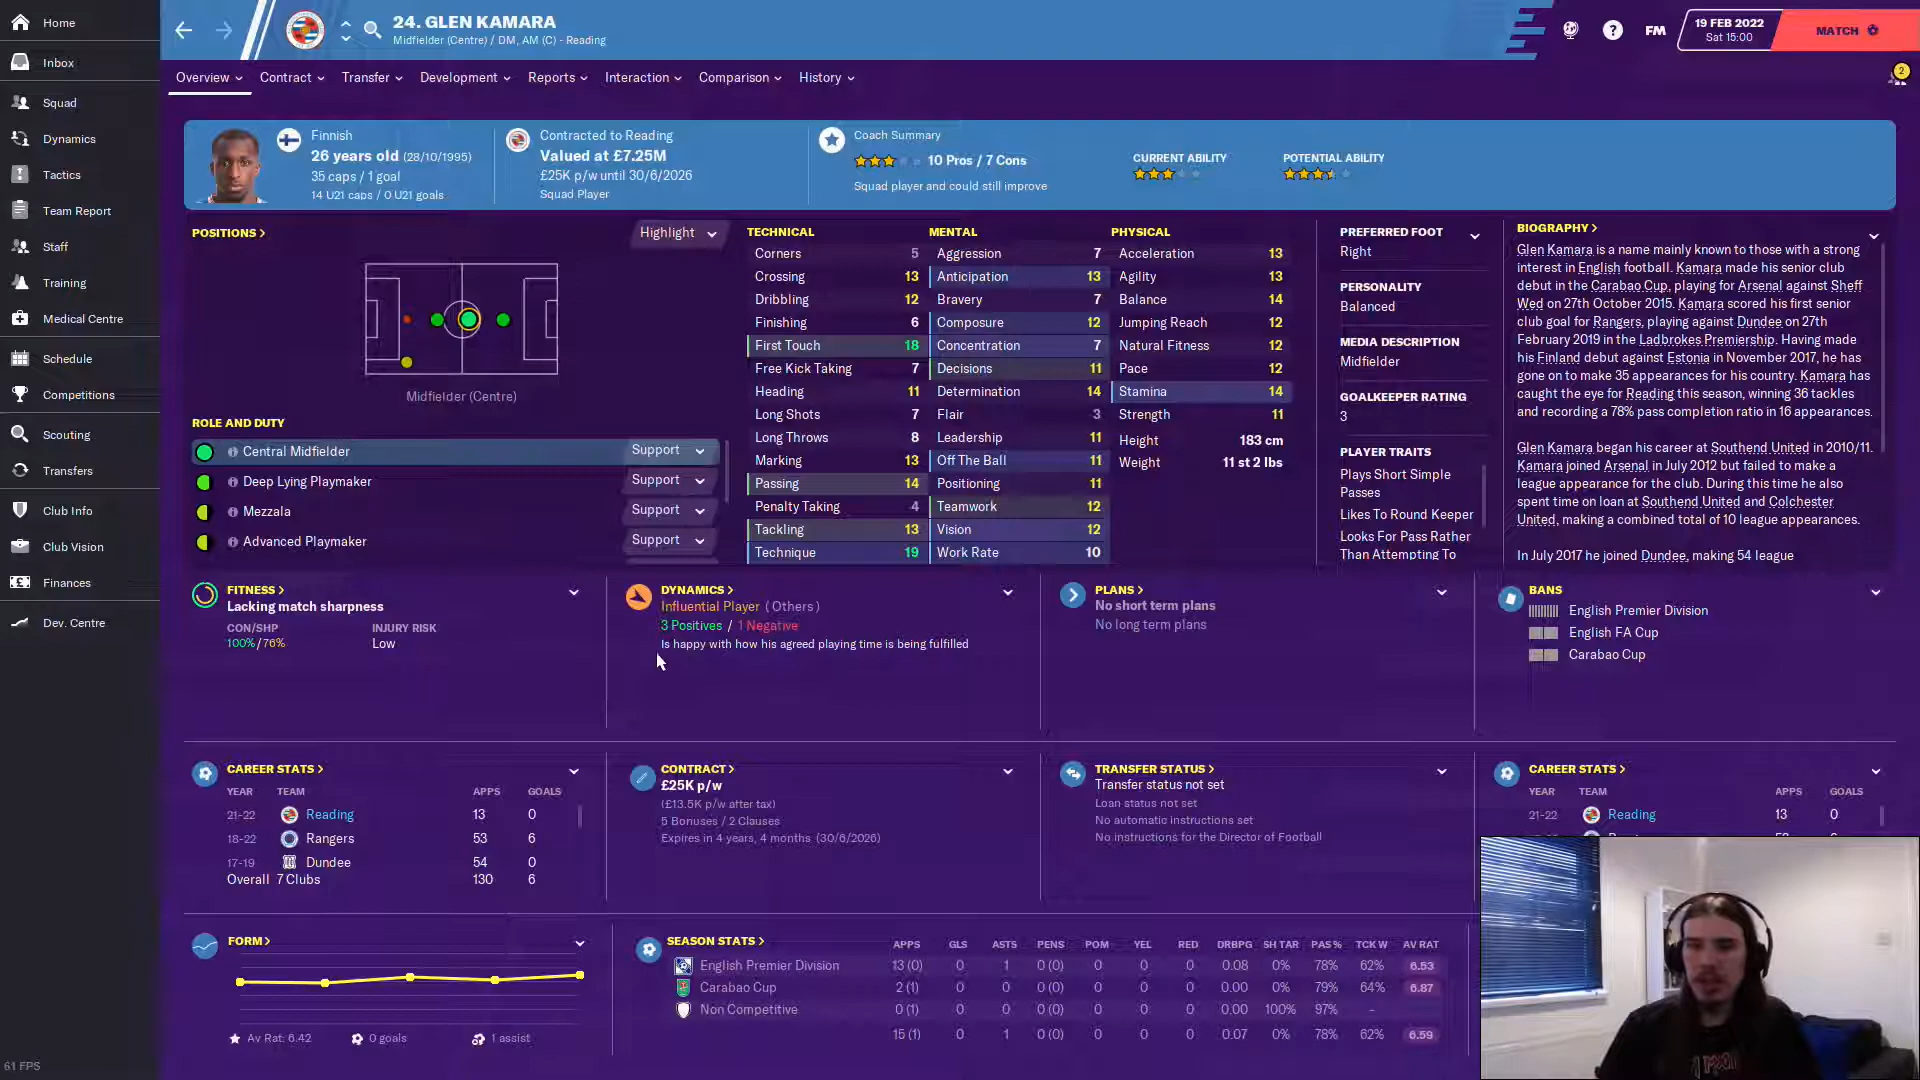 Home
Inbox
Squad
Dynamics
Tactics
Team Report
Staff
Training
Medical Centre
Schedule
Competitions
Scouting
Transfers
Club Info
Club Vision
Finances
Dev. Centre
61 FPS
24. GLEN KAMARA
Midfielder (Centre) / DM, AM (C) - Reading
FM
19 FEB 2022
Sat 15:00
MATCH
Overview Contract Transfer Development Reports Interaction Comparison History
2
Finnish
26 years old (28/10/1995)
35 caps / 1 goal
14 U21 caps / 0 U21 goals
Contracted to Reading
Valued at £7.25M
£25K p/w until 30/6/2026
Squad Player
Coach Summary
10 Pros / 7 Cons
Squad player and could still improve
CURRENT ABILITY
POTENTIAL ABILITY
POSITIONS >
Highlight
Midfielder (Centre)
ROLE AND DUTY
Central Midfielder Support
Deep Lying Playmaker Support
Mezzala Support
Advanced Playmaker Support
TECHNICAL
Corners 5
Crossing 13
Dribbling 12
Finishing 6
First Touch 18
Free Kick Taking 7
Heading 11
Long Shots 7
Long Throws 8
Marking 13
Passing 14
Penalty Taking 4
Tackling 13
Technique 19
MENTAL
Aggression 7
Anticipation 13
Bravery 7
Composure 12
Concentration 7
Decisions 11
Determination 14
Flair 3
Leadership 11
Off The Ball 11
Positioning 11
Teamwork 12
Vision 12
Work Rate 10
PHYSICAL
Acceleration 13
Agility 13
Balance 14
Jumping Reach 12
Natural Fitness 12
Pace 12
Stamina 14
Strength 11
Height 183 cm
Weight 11 st 2 lbs
PREFERRED FOOT
Right
PERSONALITY
Balanced
MEDIA DESCRIPTION
Midfielder
GOALKEEPER RATING
3
PLAYER TRAITS
Plays Short Simple
Passes
Likes To Round Keeper
Looks For Pass Rather
Than Attempting To
BIOGRAPHY >
Glen Kamara is a name mainly known to those with a strong
interest in English football. Kamara made his senior club
debut in the Carabao Cup, playing for Arsenal against Sheff
Wed on 27th October 2015. Kamara scored his first senior
club goal for Rangers, playing against Dundee on 27th
February 2019 in the Ladbrokes Premiership. Having made
his Finland debut against Estonia in November 2017, he has
gone on to make 35 appearances for his country. Kamara has
caught the eye for Reading this season, winning 36 tackles
and recording a 78% pass completion ratio in 16 appearances.
Glen Kamara began his career at Southend United in 2010/11.
Kamara joined Arsenal in July 2012 but failed to make a
league appearance for the club. During this time he also
spent time on loan at Southend United and Colchester
United, making a combined total of 10 league appearances.
In July 2017 he joined Dundee, making 54 league
FITNESS >
Lacking match sharpness
CON/SHP INJURY RISK
100%/76% Low
DYNAMICS >
Influential Player (Others)
3 Positives / 1 Negative
Is happy with how his agreed playing time is being fulfilled
PLANS >
No short term plans
No long term plans
BANS
English Premier Division
English FA Cup
Carabao Cup
CAREER STATS >
YEAR TEAM APPS GOALS
21-22 Reading 13 0
18-22 Rangers 53 6
17-19 Dundee 54 0
Overall 7 Clubs 130 6
CONTRACT >
£25K p/w
(£13.5K p/w after tax)
5 Bonuses / 2 Clauses
Expires in 4 years, 4 months (30/6/2026)
TRANSFER STATUS >
Transfer status not set
Loan status not set
No automatic instructions set
No instructions for the Director of Football
CAREER STATS >
YEAR TEAM APPS GOALS
21-22 Reading 13 0
FORM >
Av Rat: 6.42 0 goals 1 assist
SEASON STATS > APPS GLS ASTS PENS POM YEL RED DRBPG SH TAR PAS % TCK W AV RAT
English Premier Division 13 (0) 0 1 0 (0) 0 0 0 0.08 0% 78% 62% 6.53
Carabao Cup 2 (1) 0 0 0 (0) 0 0 0 0.00 0% 79% 64% 6.87
Non Competitive 0 (1) 0 0 0 (0) 0 0 0 0.00 100% 97% -
15 (1) 0 1 0 (0) 0 0 0 0.07 0% 78% 62% 6.59